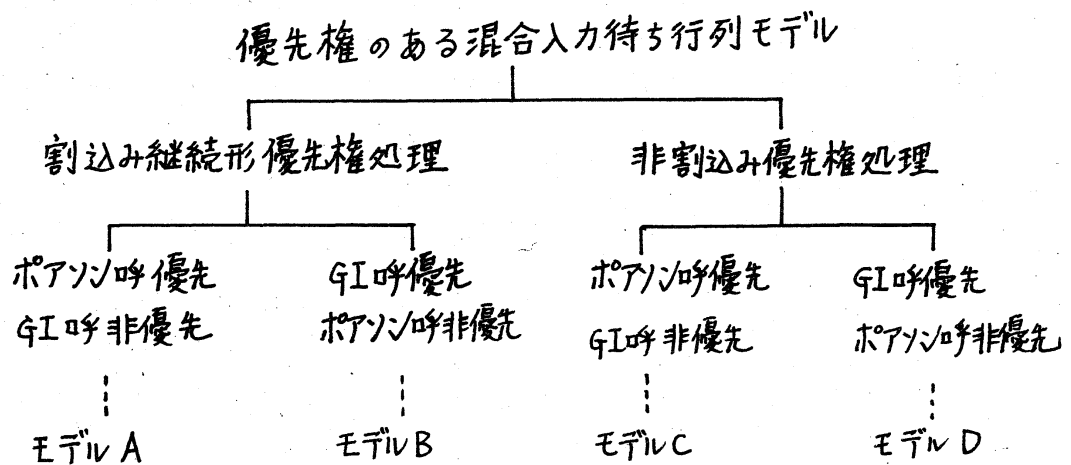 優先権のある混合入力待ち行列モデル
割込み継続形優先権処理
非割込み優先権処理
ポアソン呼優先
GI呼非優先
GI呼優先
ポアソン呼非優先
ポアソン呼優先
GI呼非優先
GI呼優先
ポアソン呼非優先
モデルA
モデルB
モデルC
モデルD